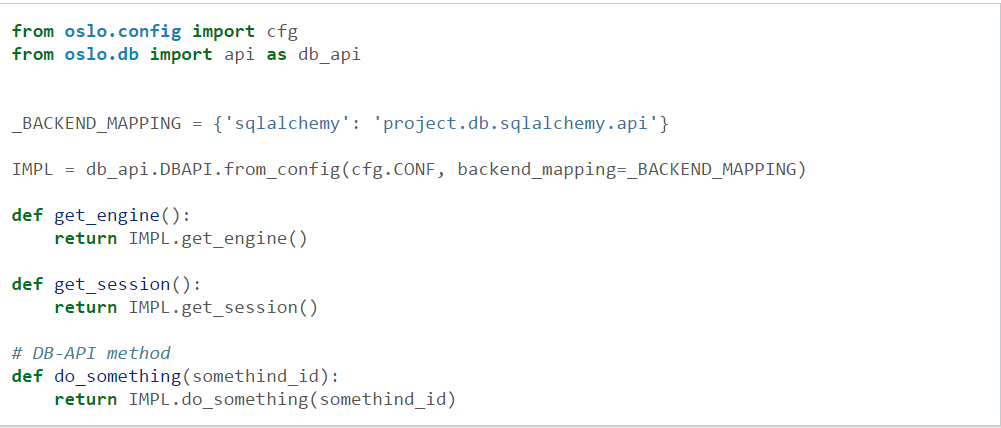 from oslo.config import cfg
from oslo.db import api as db_api
_BACKEND_MAPPING = {'sqlalchemy': 'project.db.sqlalchemy.api'}
IMPL = db_api.DBAPI.from_config(cfg.CONF, backend_mapping=_BACKEND_MAPPING)
def get_engine():
    return IMPL.get_engine()
def get_session():
    return IMPL.get_session()
# DB-API method
def do_something(somethind_id):
    return IMPL.do_something(somethind_id)